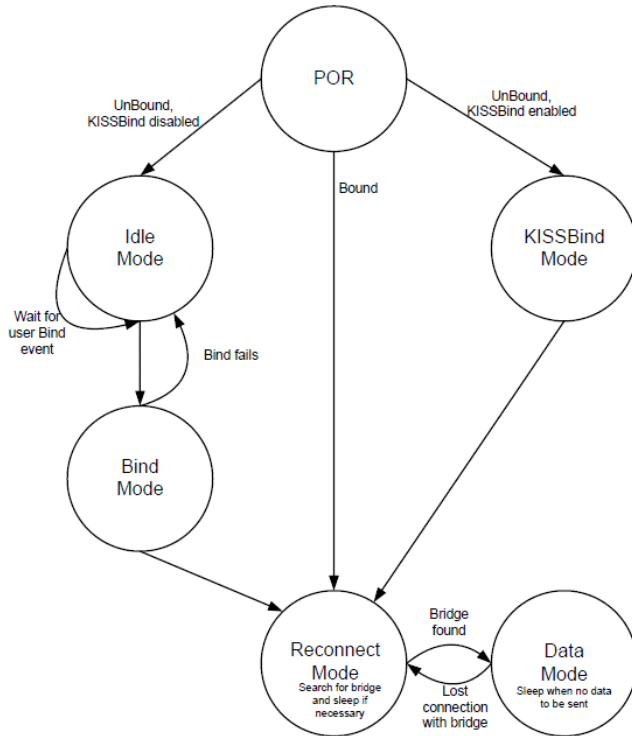 POR
UnBound,
KISSBind disabled
UnBound,
KISSBind enabled
Bound
Idle
Mode
KISSBind
Mode
Wait for
user Bind
event
Bind fails
Bind
Mode
Reconnect
Mode
Search for bridge
and sleep if
necessary
Bridge
found
Lost
connection
with bridge
Data
Mode
Sleep when no data
to be sent